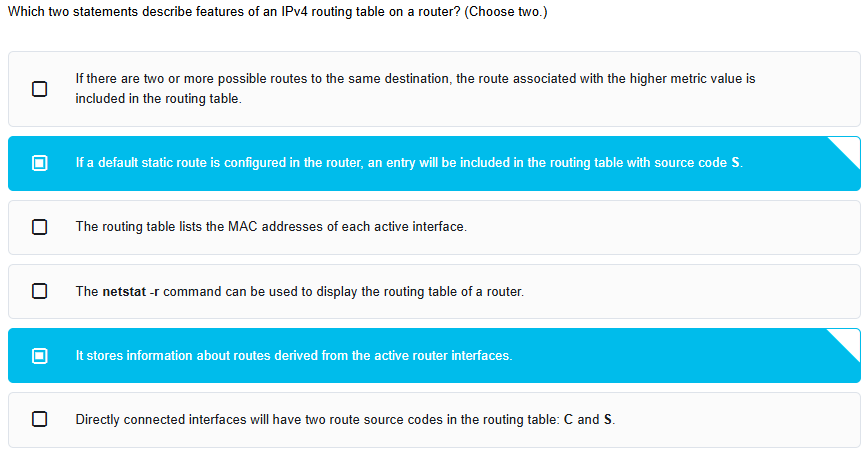 Which two statements describe features of an IPv4 routing table on a router? (Choose two.)
If there are two or more possible routes to the same destination, the route associated with the higher metric value is
included in the routing table.
If a default static route is configured in the router, an entry will be included in the routing table with source code S.
The routing table lists the MAC addresses of each active interface.
The netstat -r command can be used to display the routing table of a router.
It stores information about routes derived from the active router interfaces.
Directly connected interfaces will have two route source codes in the routing table: C and S.